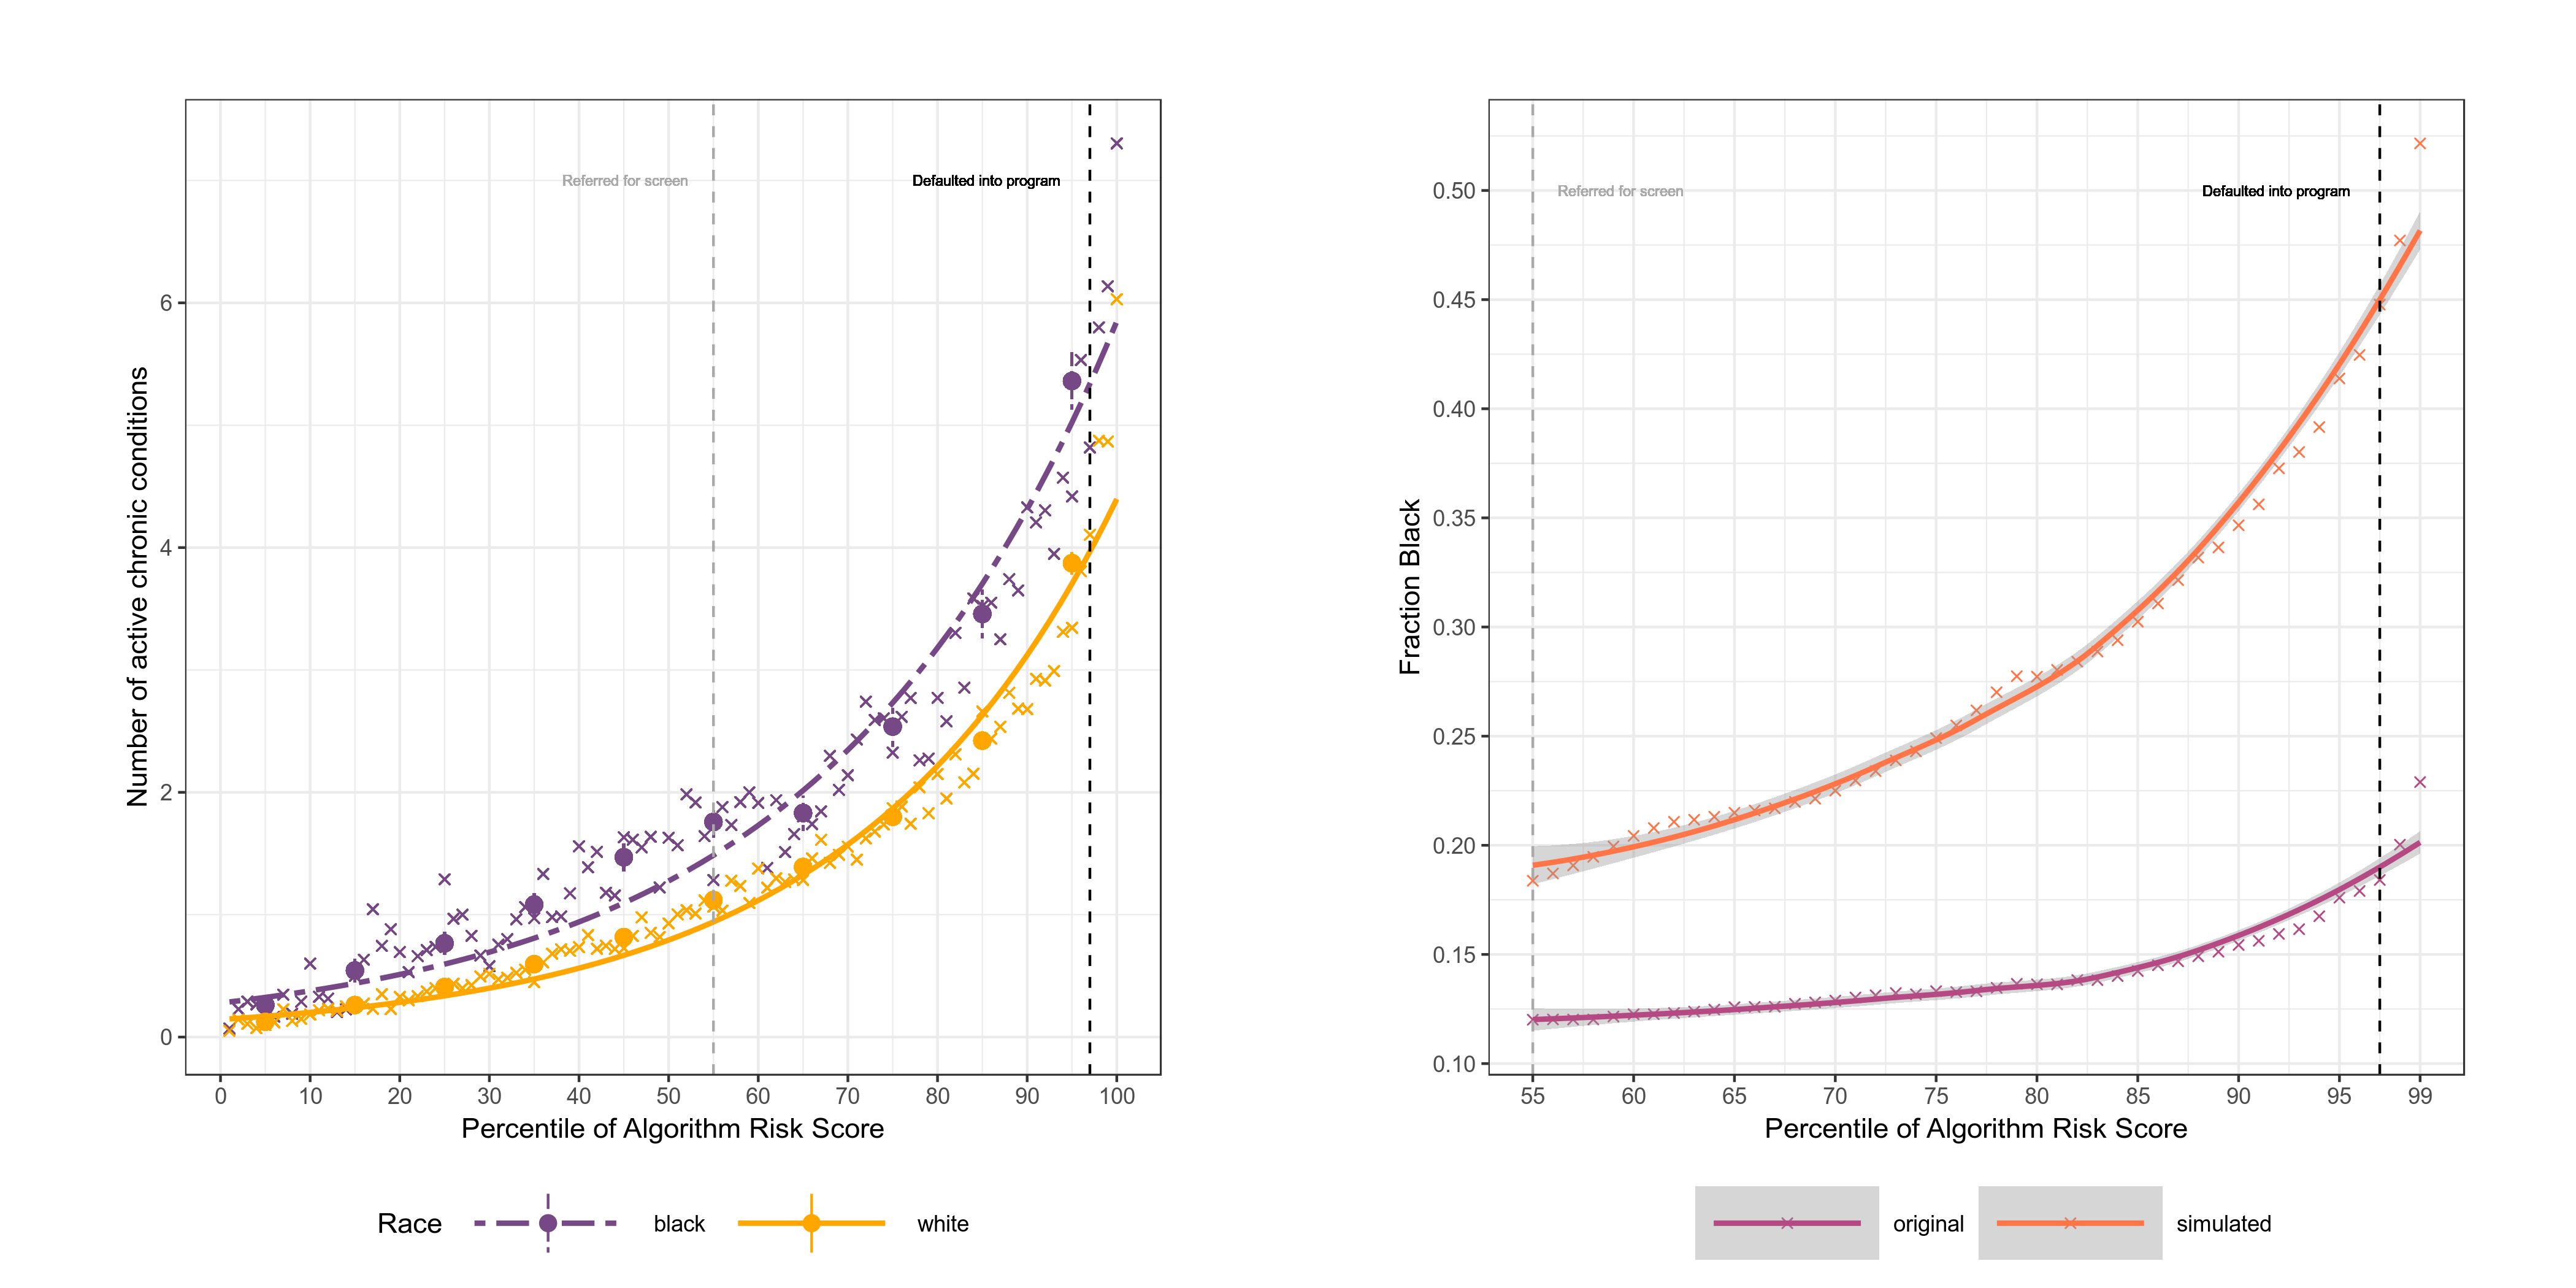 Number of active chronic conditions
6
4
2
0
Referred for screen
Defaulted into program
0 10 20 30 40 50 60 70 80 90 100
Percentile of Algorithm Risk Score
Race black white
Fraction Black
0.50
0.45
0.40
0.35
0.30
0.25
0.20
0.15
0.10
Referred for screen
Defaulted into program
55 60 65 70 75 80 85 90 95 99
Percentile of Algorithm Risk Score
original simulated